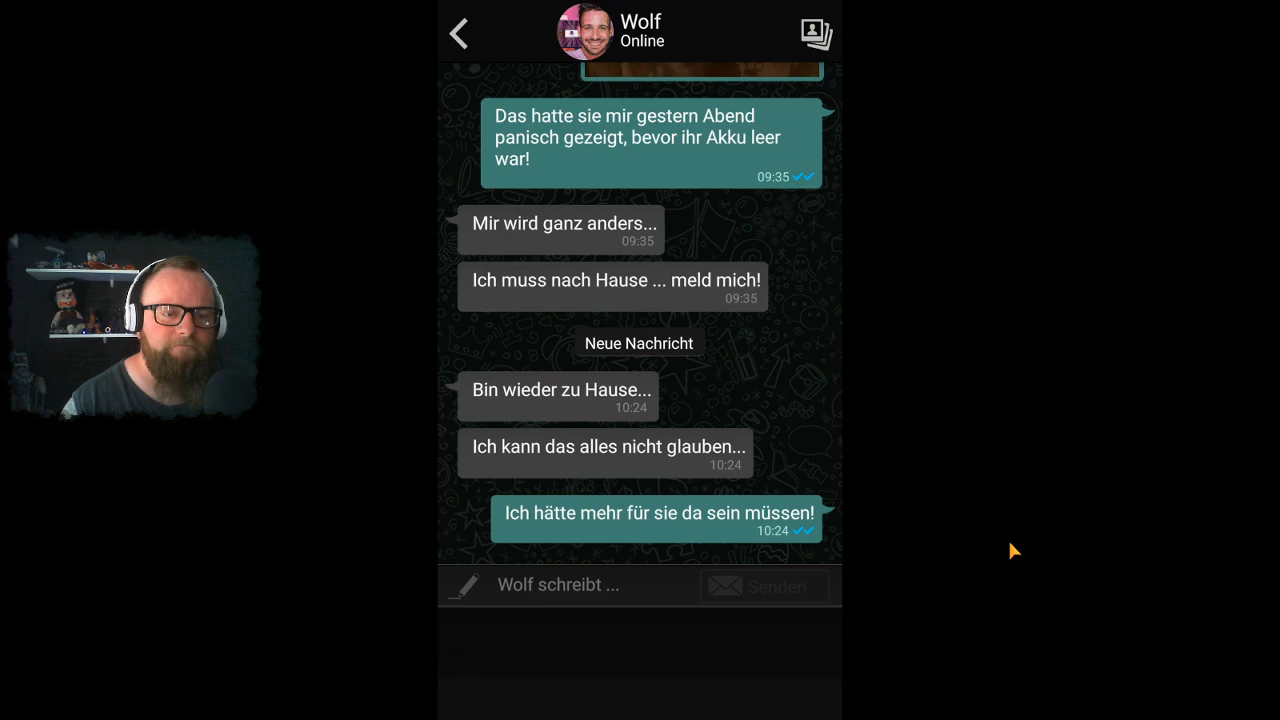 Wolf
Online
Das hatte sie mir gestern Abend
panisch gezeigt, bevor ihr Akku leer
war!
09:35
Mir wird ganz anders...
09:35
Ich muss nach Hause ... meld mich!
09:35
Neue Nachricht
Bin wieder zu Hause...
10:24
Ich kann das alles nicht glauben...
10:24
Ich hätte mehr für sie da sein müssen!
10:24
Wolf schreibt ...
Senden